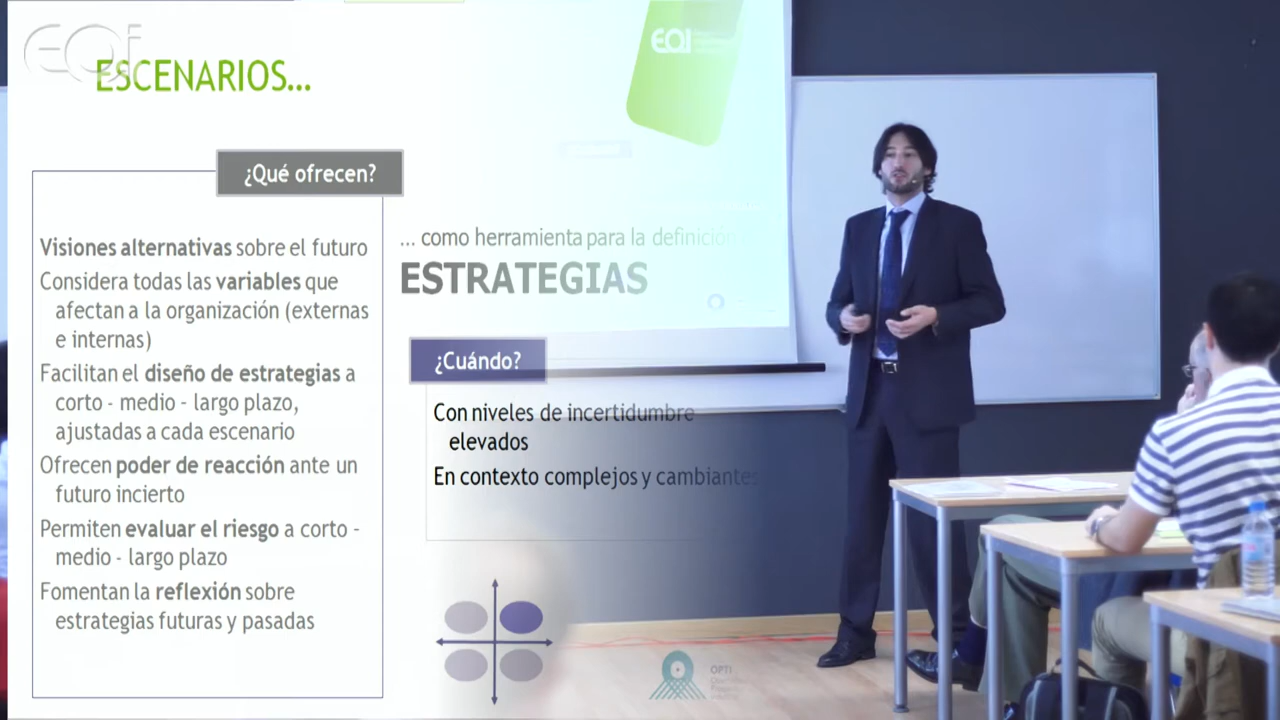 EOI
ESCENARIOS...
EOI
¿Qué ofrecen?
Visiones alternativas sobre el futuro
Considera todas las variables que
afectan a la organización (externas
e internas)
Facilitan el diseño de estrategias a
corto - medio - largo plazo,
ajustadas a cada escenario
Ofrecen poder de reacción ante un
futuro incierto
Permiten evaluar el riesgo a corto -
medio - largo plazo
Fomentan la reflexión sobre
estrategias futuras y pasadas
... como herramienta para la definición
ESTRATEGIAS
¿Cuándo?
Con niveles de incertidumbre
elevados
En contexto complejos y cambiantes
OPTI